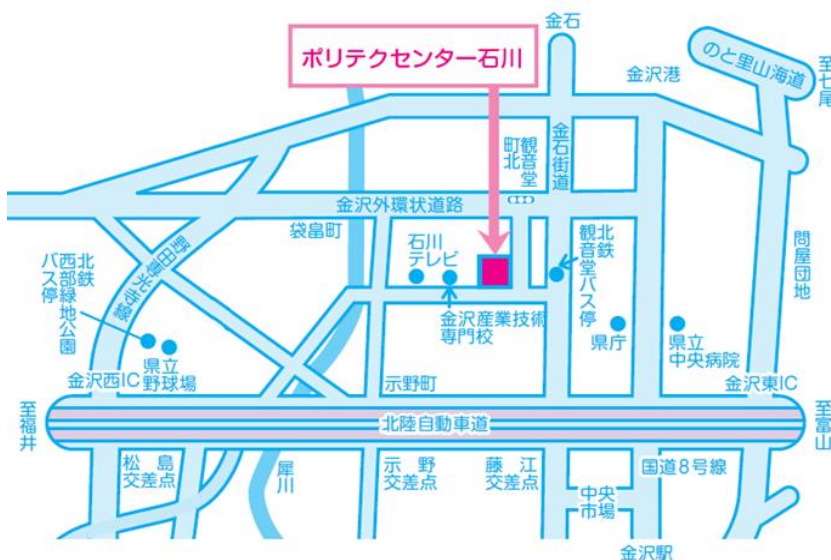 金石
ポリテクセンター石川
のと里山海道
至七尾
金沢港
金石街道
観音堂
町北
金沢外環状道路
袋畠町
野田専光寺線
問屋団地
石川
テレビ
北鉄
観音堂バス停
北鉄
西部緑地公園
バス停
金沢産業技術
専門校
県庁
県立
中央病院
県立
野球場
金沢西IC
示野町
金沢東IC
至福井
北陸自動車道
至富山
松島
交差点
犀川
示野
交差点
藤江
交差点
国道8号線
中央
市場
金沢駅